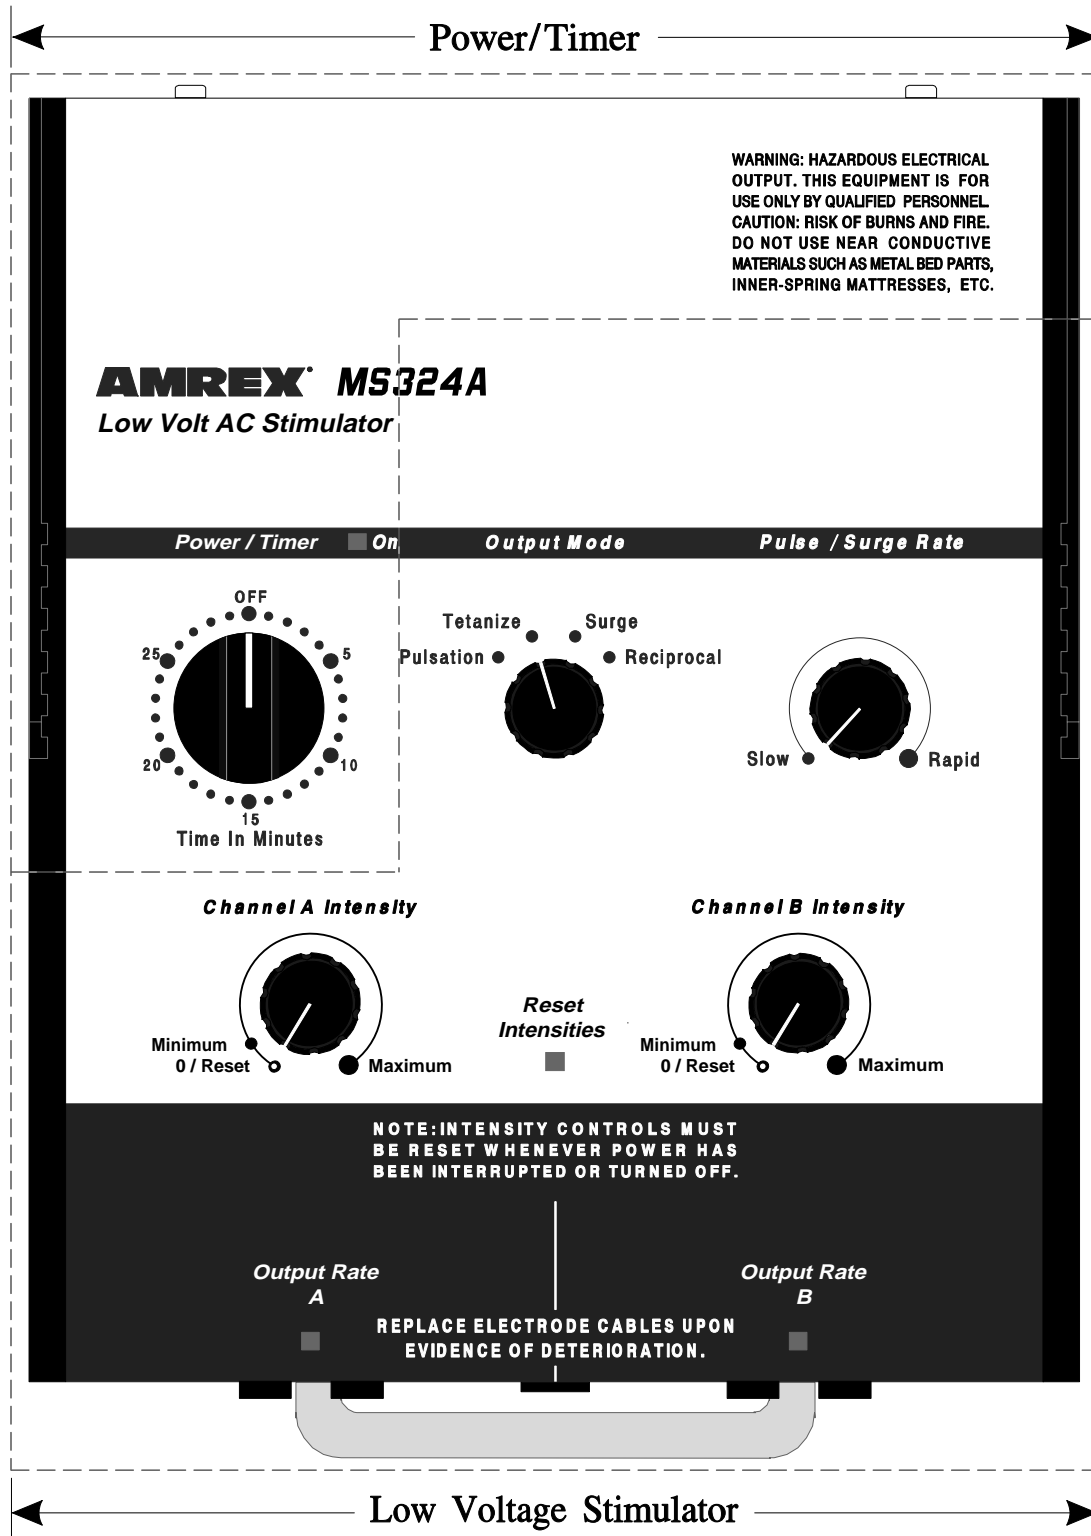 Power/Timer
WARNING: HAZARDOUS ELECTRICAL
OUTPUT. THIS EQUIPMENT IS FOR
USE ONLY BY QUALIFIED PERSONNEL.
CAUTION: RISK OF BURNS AND FIRE.
DO NOT USE NEAR CONDUCTIVE
MATERIALS SUCH AS METAL BED PARTS,
INNER-SPRING MATTRESSES, ETC.
AMREX MS324A
Low Volt AC Stimulator
Power / Timer On Output Mode Pulse / Surge Rate
OFF
5
10
15
20
25
Time In Minutes
Tetanize Surge
Pulsation Reciprocal
Slow Rapid
Channel A Intensity
Minimum
0 / Reset Maximum
Reset
Intensities
Channel B Intensity
Minimum
0 / Reset Maximum
NOTE:INTENSITY CONTROLS MUST
BE RESET WHENEVER POWER HAS
BEEN INTERRUPTED OR TURNED OFF.
Output Rate
A
Output Rate
B
REPLACE ELECTRODE CABLES UPON
EVIDENCE OF DETERIORATION.
Low Voltage Stimulator